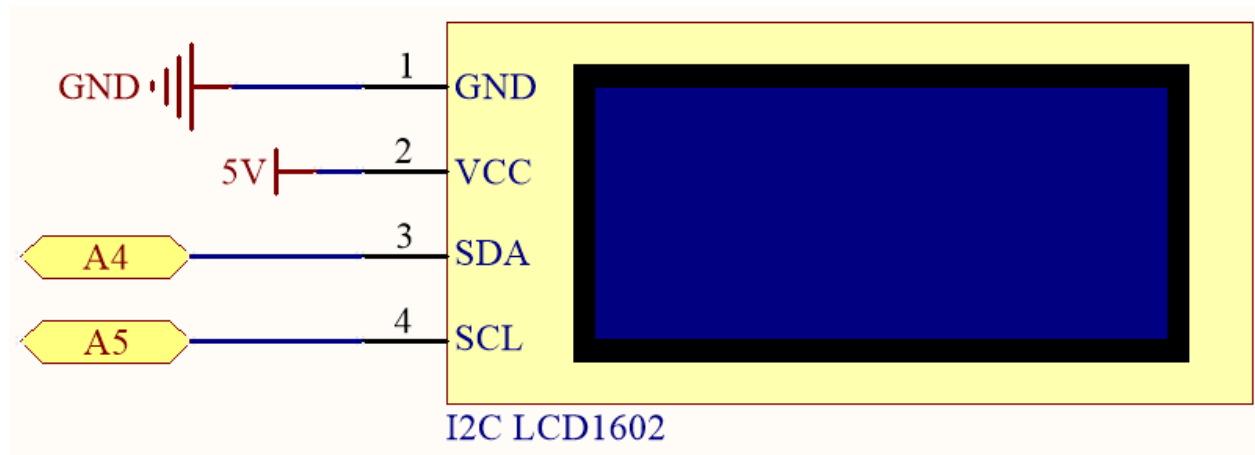 GND 1 GND
5V 2 VCC
A4 3 SDA
A5 4 SCL
I2C LCD1602